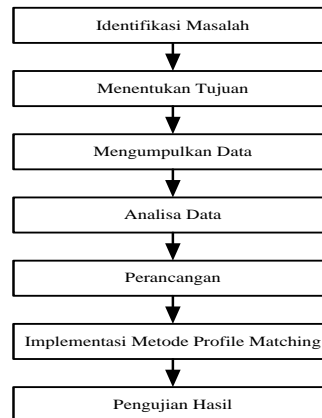 Identifikasi Masalah
Menentukan Tujuan
Mengumpulkan Data
Analisa Data
Perancangan
Implementasi Metode Profile Matching
Pengujian Hasil